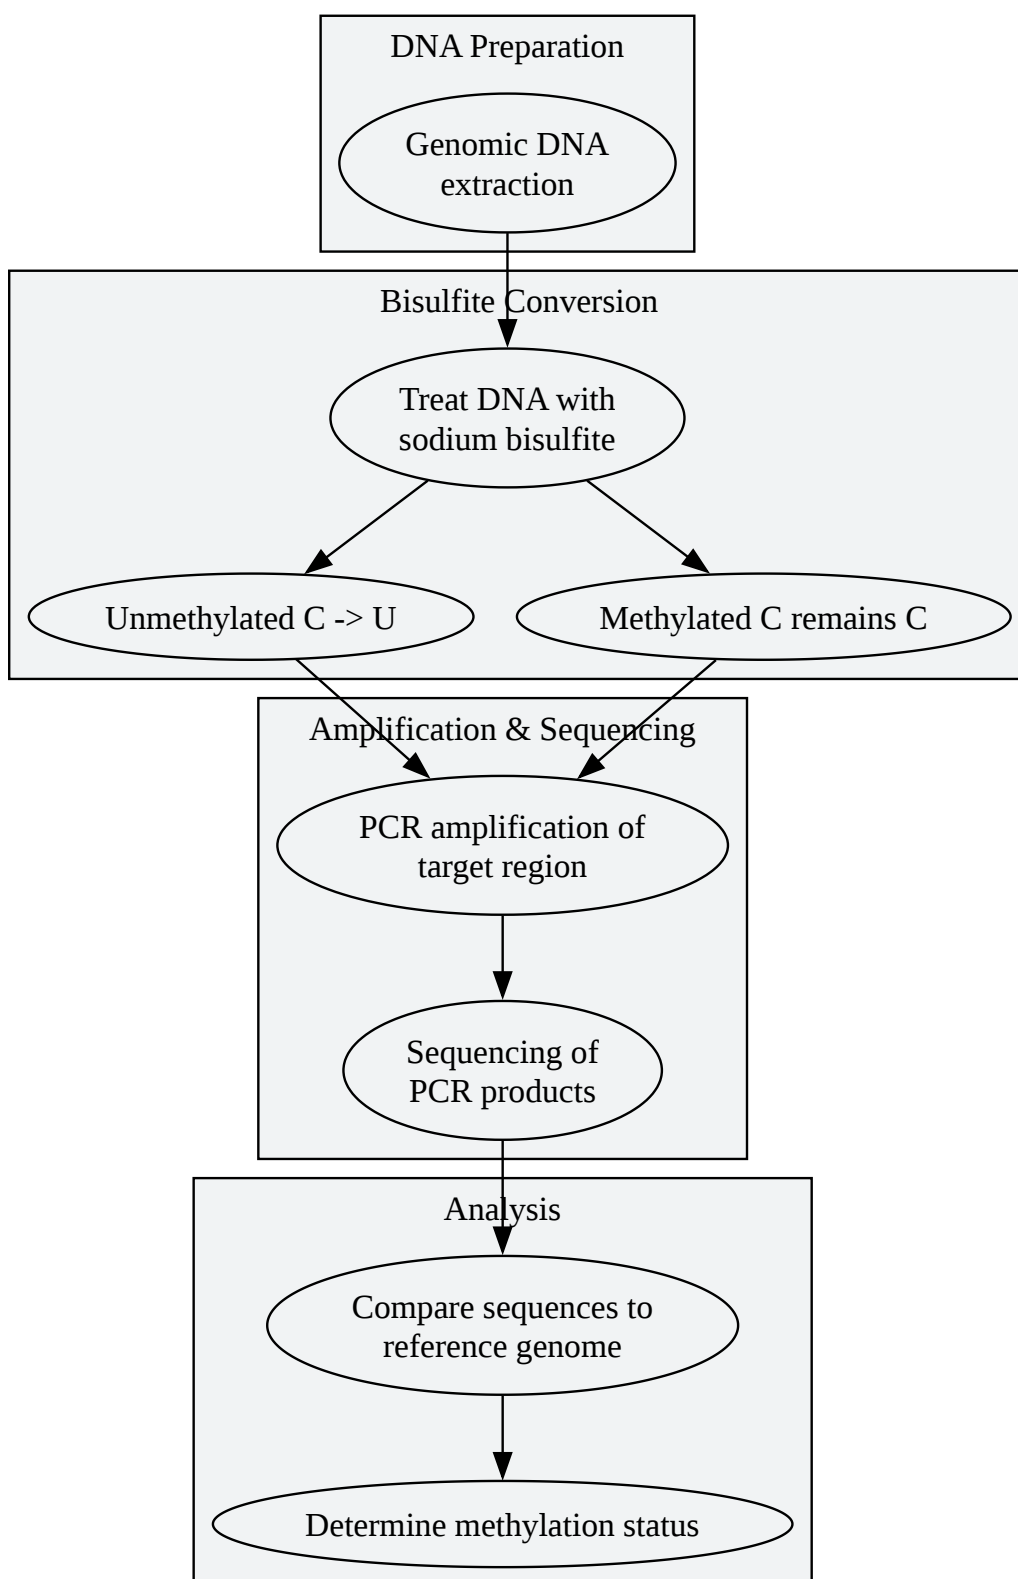 DNA Preparation
Genomic DNA
extraction
Bisulfite Conversion
Treat DNA with
sodium bisulfite
Unmethylated C -> U
Methylated C remains C
Amplification & Sequencing
PCR amplification of
target region
Sequencing of
PCR products
Analysis
Compare sequences to
reference genome
Determine methylation status